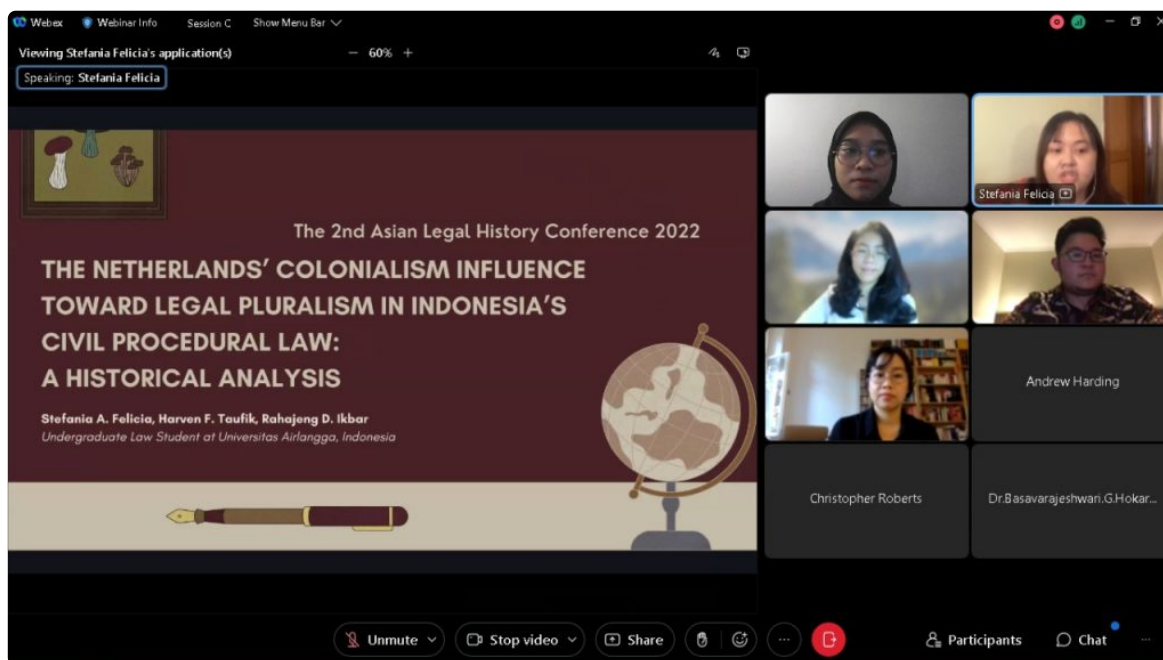 Webex Webinar Info Session C Show Menu Bar
Viewing Stefania Felicia's application(s) − 60% +
Speaking: Stefania Felicia
The 2nd Asian Legal History Conference 2022
THE NETHERLANDS' COLONIALISM INFLUENCE
TOWARD LEGAL PLURALISM IN INDONESIA'S
CIVIL PROCEDURAL LAW:
A HISTORICAL ANALYSIS
Stefania A. Felicia, Harven F. Taufik, Rahajeng D. Ikbar
Undergraduate Law Student at Universitas Airlangga, Indonesia
Stefania Felicia
Andrew Harding
Christopher Roberts
Dr.Basavarajeshwari.G.Hokar...
Unmute Stop video Share ... Participants Chat ...